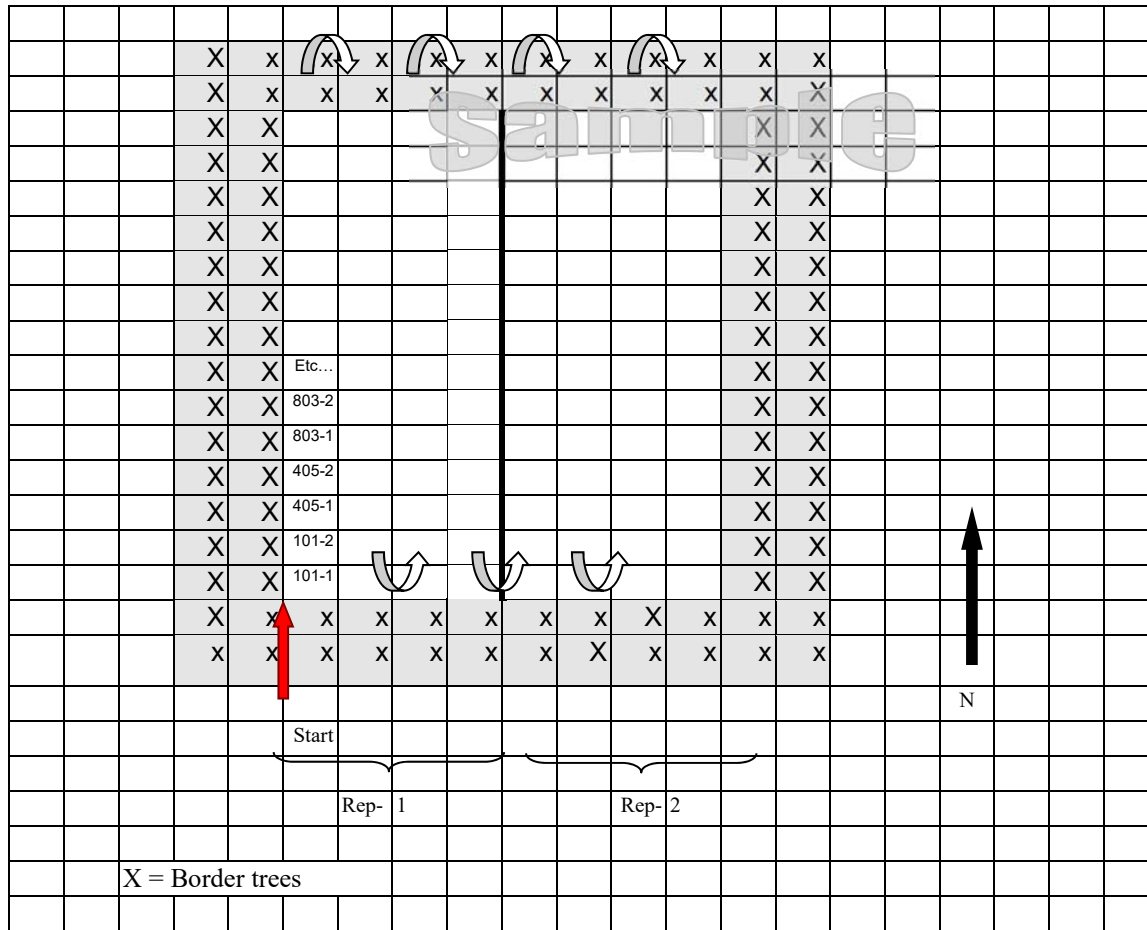 X x x x x x x x x x x x
X x x x x x x x x x x X
Sample
X X X X
X X X X
X X X X
X X X X
X X X X
X X X X
X X X X
X X Etc... X X
X X 803-2 X X
X X 803-1 X X
X X 405-2 X X
X X 405-1 X X
X X 101-2 X X
X X 101-1 X X
X x x x x x x x X x x x
x x x x x x x X x x x x
N
Start
Rep- 1 Rep- 2
X = Border trees